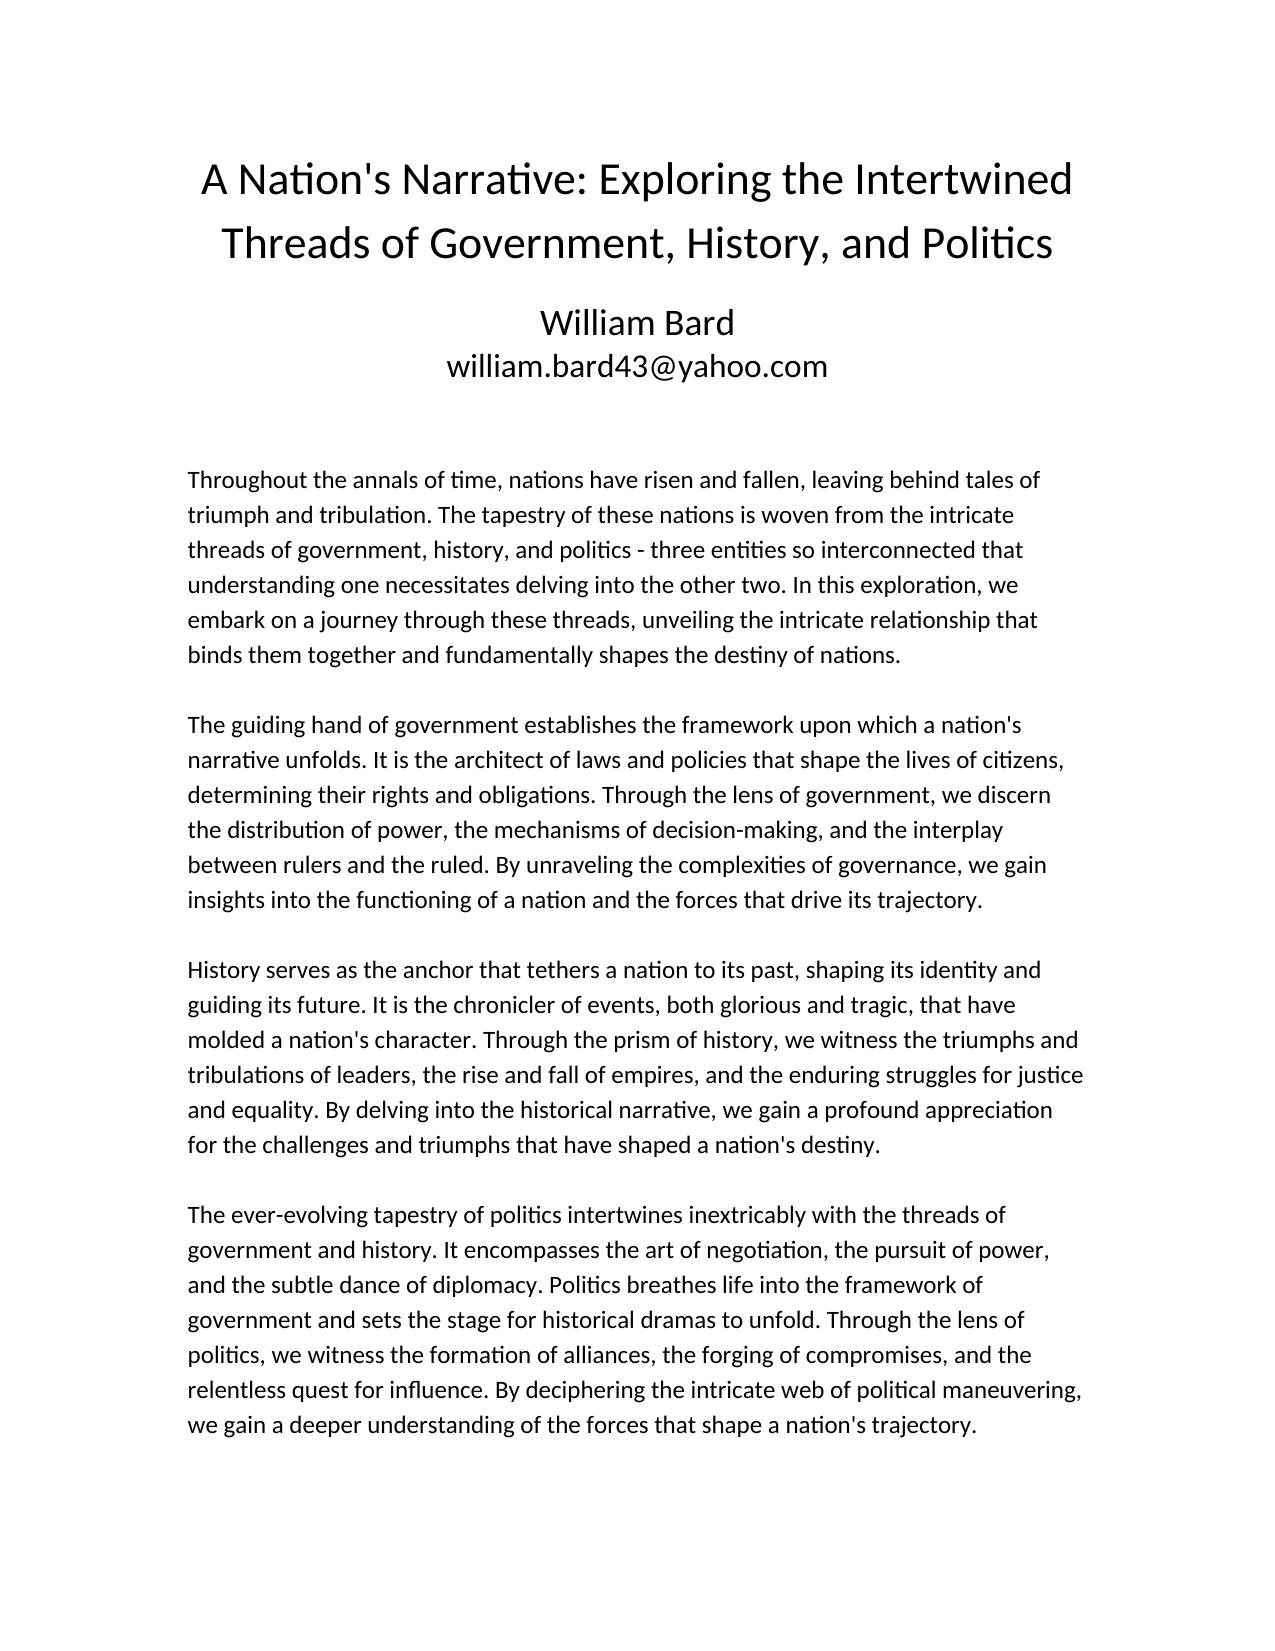 A Nation's Narrative: Exploring the Intertwined
Threads of Government, History, and Politics
William Bard
william.bard43@yahoo.com
Throughout the annals of time, nations have risen and fallen, leaving behind tales of
triumph and tribulation. The tapestry of these nations is woven from the intricate
threads of government, history, and politics - three entities so interconnected that
understanding one necessitates delving into the other two. In this exploration, we
embark on a journey through these threads, unveiling the intricate relationship that
binds them together and fundamentally shapes the destiny of nations.
The guiding hand of government establishes the framework upon which a nation's
narrative unfolds. It is the architect of laws and policies that shape the lives of citizens,
determining their rights and obligations. Through the lens of government, we discern
the distribution of power, the mechanisms of decision-making, and the interplay
between rulers and the ruled. By unraveling the complexities of governance, we gain
insights into the functioning of a nation and the forces that drive its trajectory.
History serves as the anchor that tethers a nation to its past, shaping its identity and
guiding its future. It is the chronicler of events, both glorious and tragic, that have
molded a nation's character. Through the prism of history, we witness the triumphs and
tribulations of leaders, the rise and fall of empires, and the enduring struggles for justice
and equality. By delving into the historical narrative, we gain a profound appreciation
for the challenges and triumphs that have shaped a nation's destiny.
The ever-evolving tapestry of politics intertwines inextricably with the threads of
government and history. It encompasses the art of negotiation, the pursuit of power,
and the subtle dance of diplomacy. Politics breathes life into the framework of
government and sets the stage for historical dramas to unfold. Through the lens of
politics, we witness the formation of alliances, the forging of compromises, and the
relentless quest for influence. By deciphering the intricate web of political maneuvering,
we gain a deeper understanding of the forces that shape a nation's trajectory.